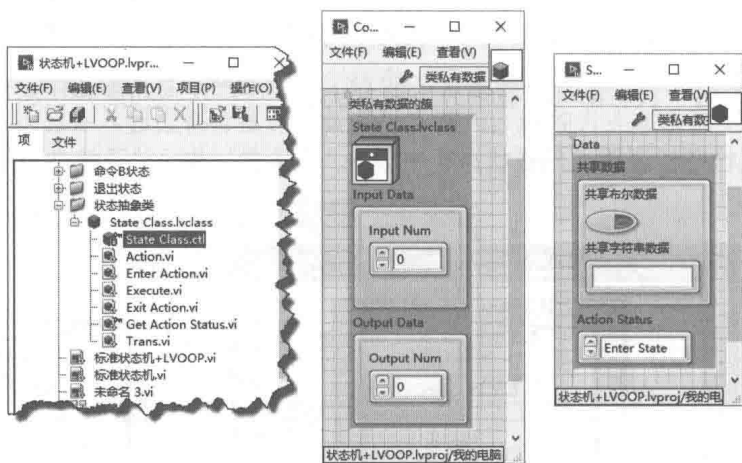 状态机+LVOOP.lvpr...
文件(F) 编辑(E) 查看(V) 项目(P) 操作(O)
项 文件
命令B状态
退出状态
状态抽象类
State Class.lvclass
State Class.ctl
Action.vi
Enter Action.vi
Execute.vi
Exit Action.vi
Get Action Status.vi
Trans.vi
标准状态机+LVOOP.vi
标准状态机.vi
未命名 3.vi
Co...
文件(F) 编辑(E) 查看(V)
类私有数据
类私有数据的簇
State Class.lvclass
Input Data
Input Num
0
Output Data
Output Num
0
状态机+LVOOP.lvproj/我的电脑
S...
文件(F) 编辑(E) 查看(V)
类私有数
Data
共享数据
共享布尔数据
共享字符串数据
Action Status
Enter State
状态机+LVOOP.lvproj/我的电